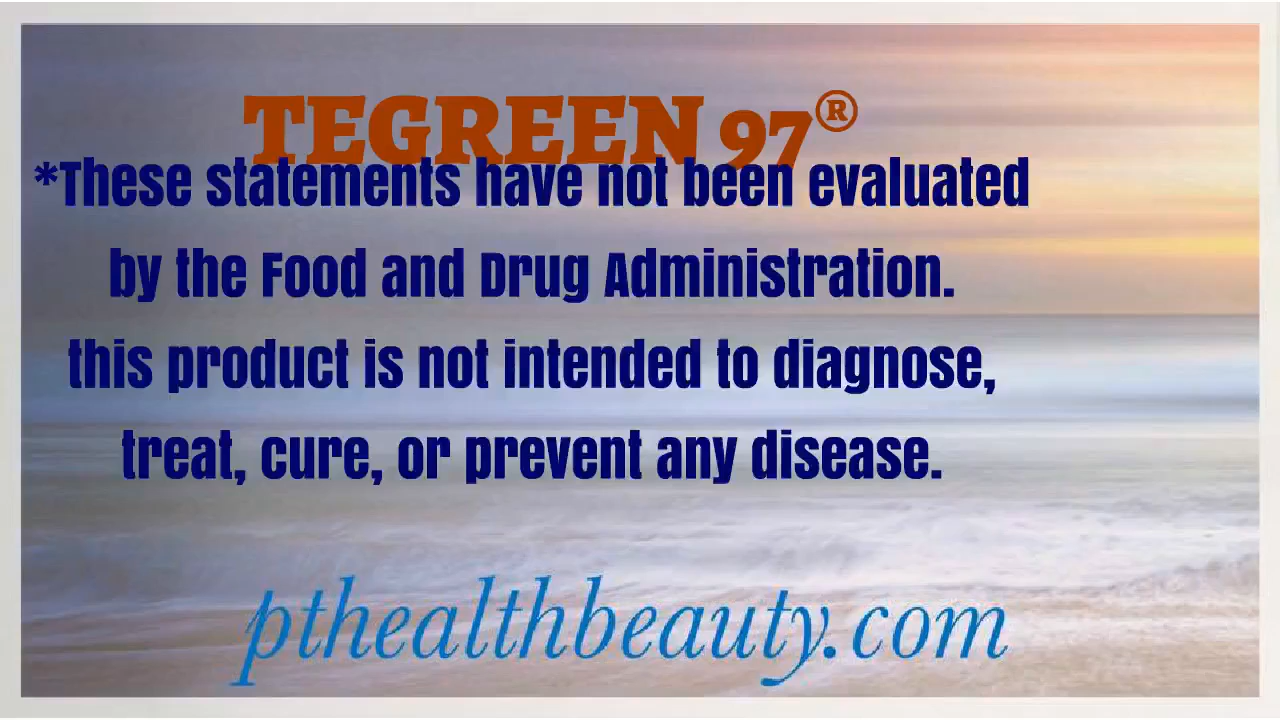 TEGREEN 97®
*These statements have not been evaluated
by the Food and Drug Administration.
this product is not intended to diagnose,
treat, cure, or prevent any disease.
pthealthbeauty.com